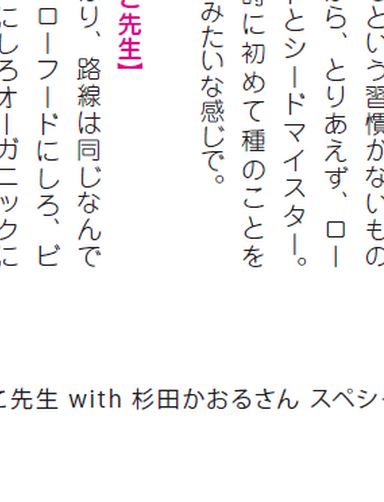 という習慣がないもの
ら、とりあえず、ロー
とシードマイスター。
時に初めて種のことを
みたいな感じで。
先生】
り、路線は同じなんで
ローフードにしろ、ビ
にしろオーガニックに
こ先生 with 杉田かおるさん スペシャ